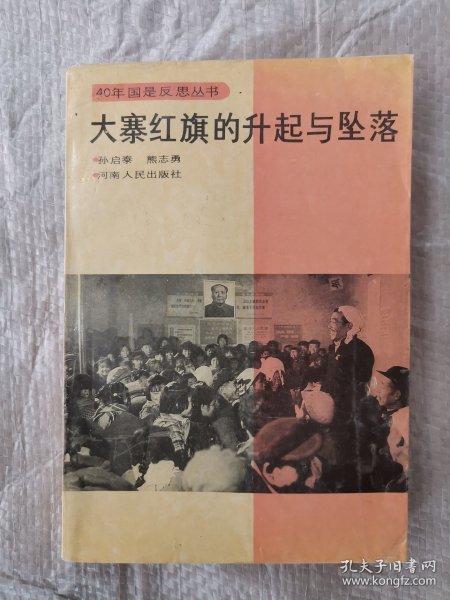 40年国是反思丛书
大寨红旗的升起与坠落
孙启泰 熊志勇
河南人民出版社
孔夫子旧书网
www.kongfz.com